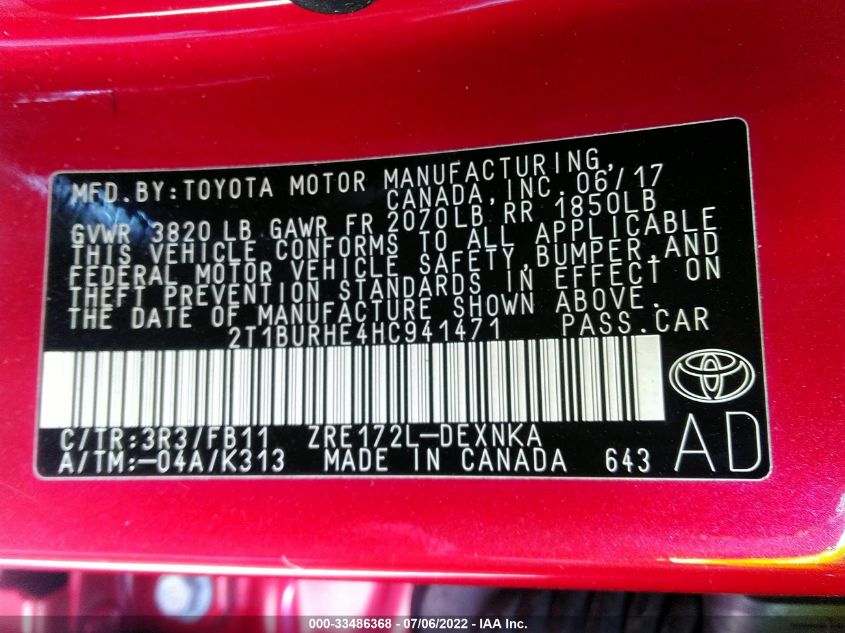 MFD.BY:TOYOTA MOTOR MANUFACTURING,
CANADA,INC.06/17
GVWR 3820 LB GAWR FR 2070LB RR 1850LB
THIS VEHICLE CONFORMS TO ALL APPLICABLE
FEDERAL MOTOR VEHICLE SAFETY,BUMPER,AND
THEFT PREVENTION STANDARDS IN EFFECT ON
THE DATE OF MANUFACTURE SHOWN ABOVE.
2T1BURHE4HC941471 PASS.CAR
C/TR:3R3/FB11 ZRE172L-DEXNKA
A/TM:-04A/K313 MADE IN CANADA 643 AD
000-33486368 - 07/06/2022 - IAA Inc.